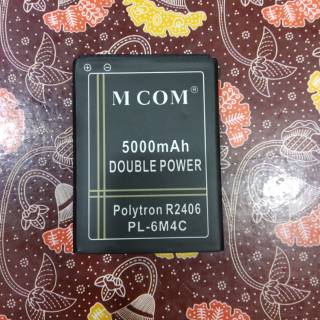 M COM®
5000mAh
DOUBLE POWER
Polytron R2406
PL-6M4C